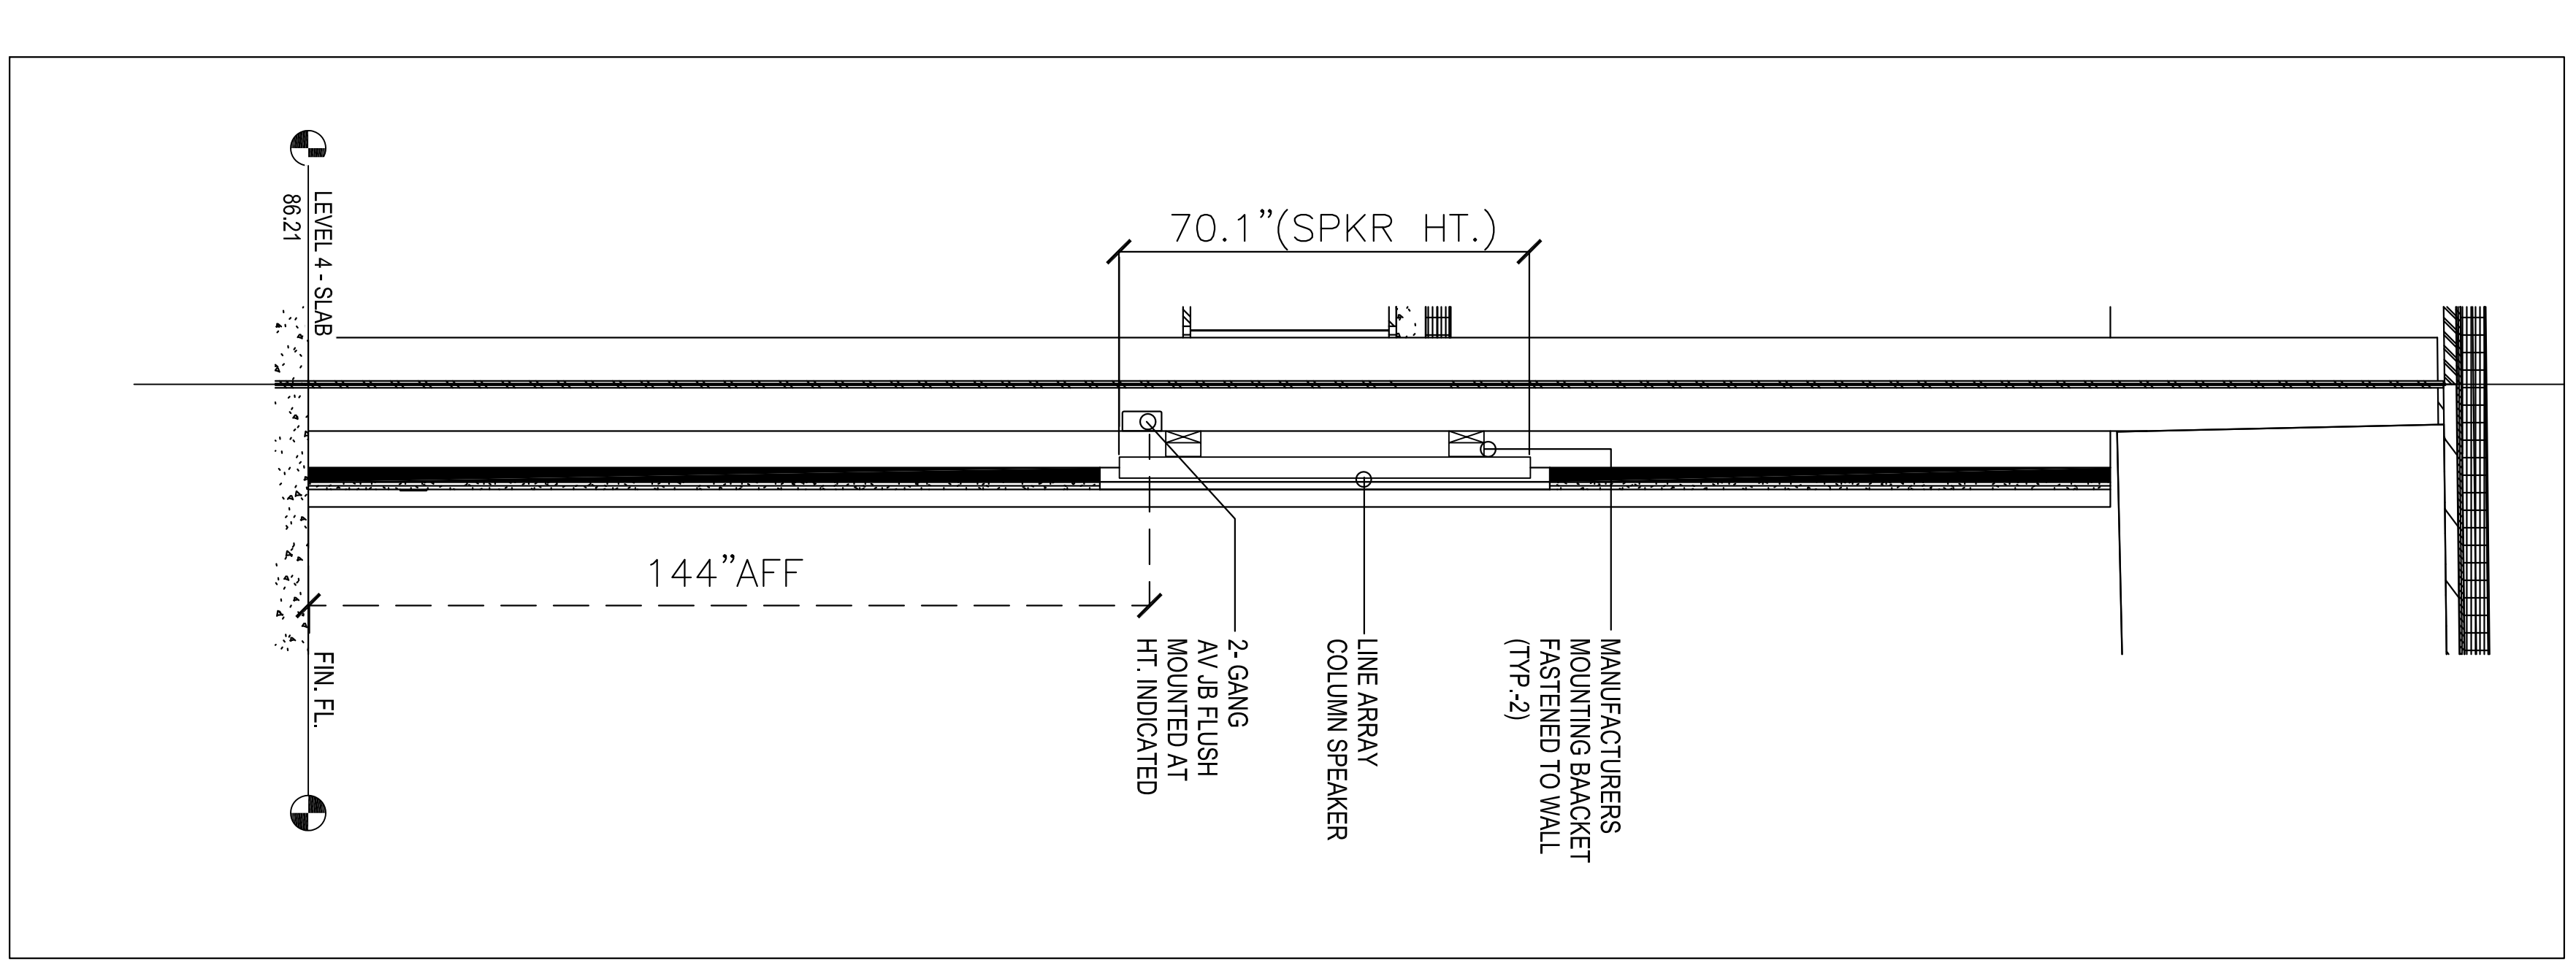 LEVEL 4 - SLAB
86.21
70.1”(SPKR HT.)
144”AFF
FIN. FL.
2- GANG
AV JB FLUSH
MOUNTED AT
HT. INDICATED
LINE ARRAY
COLUMN SPEAKER
MANUFACTURERS
MOUNTING BAACKET
FASTENED TO WALL
(TYP.-2)